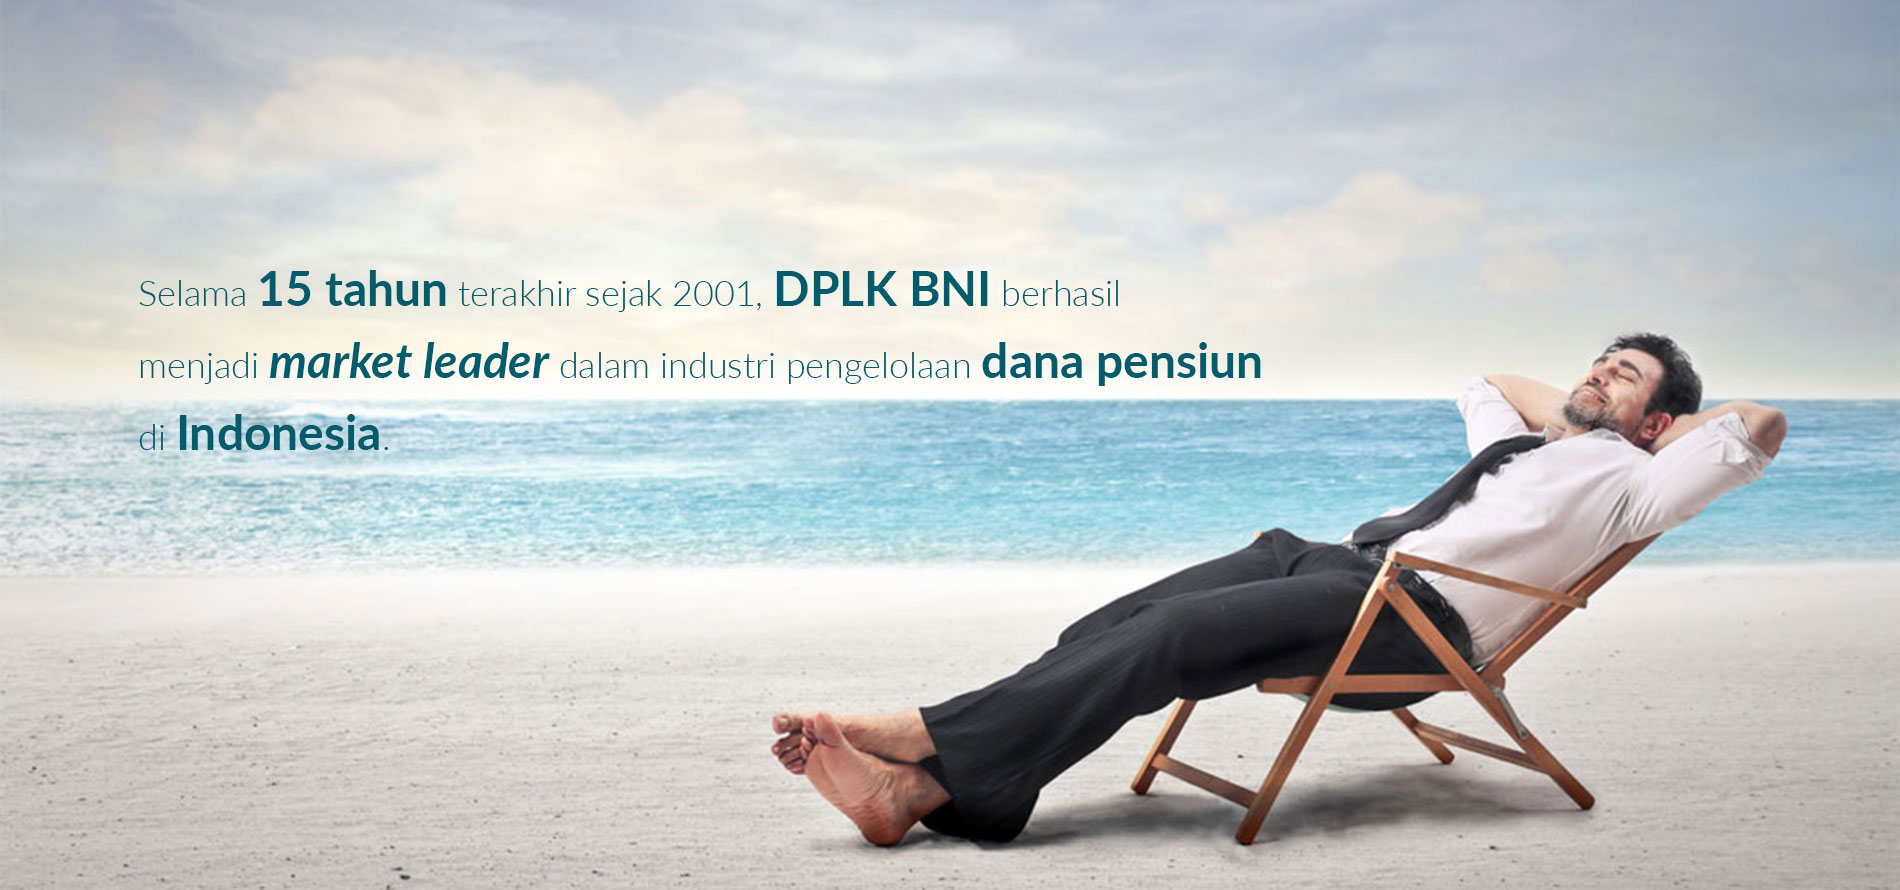 Selama 15 tahun terakhir sejak 2001, DPLK BNI berhasil
menjadi market leader dalam industri pengelolaan dana pensiun
di Indonesia.